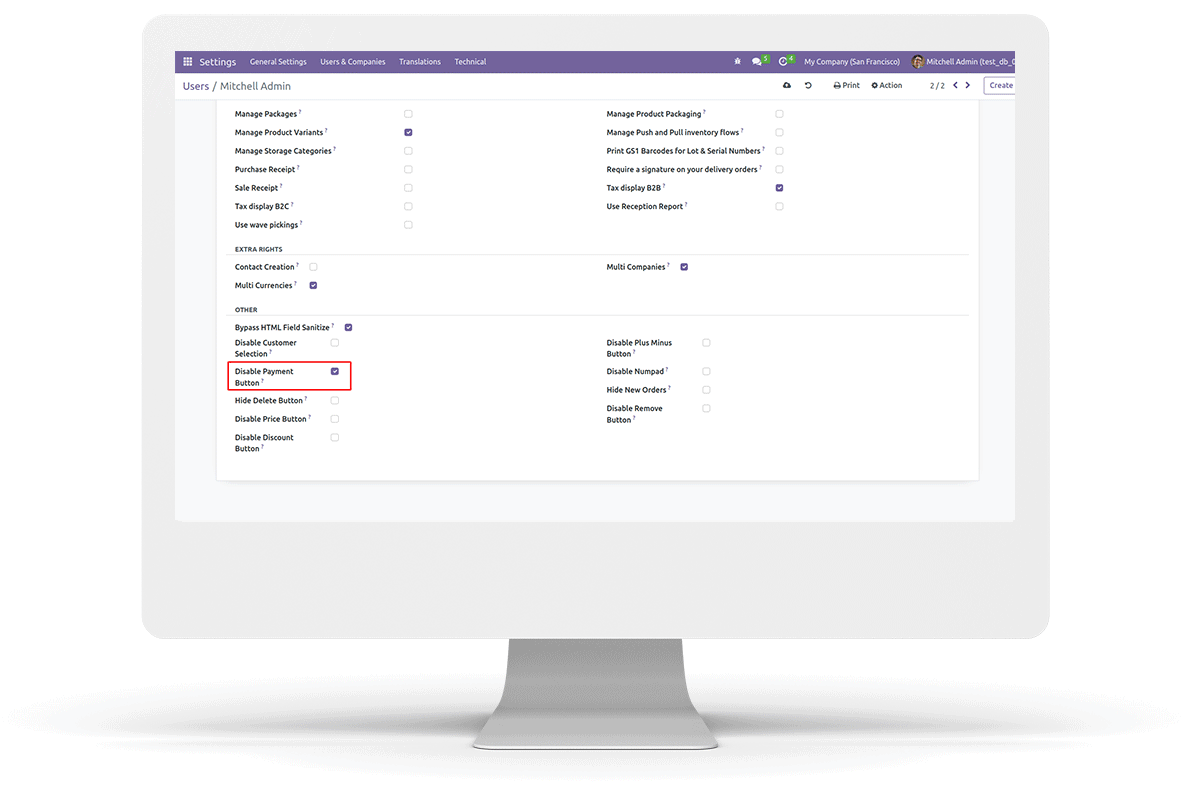 Settings General Settings Users & Companies Translations Technical 5 4 My Company (San Francisco) Mitchell Admin (test_db_
Users / Mitchell Admin Print Action 2 / 2 Create
Manage Packages ? Manage Product Packaging ?
Manage Product Variants ? Manage Push and Pull inventory flows ?
Manage Storage Categories ? Print GS1 Barcodes for Lot & Serial Numbers ?
Purchase Receipt ? Require a signature on your delivery orders ?
Sale Receipt ? Tax display B2B ?
Tax display B2C ? Use Reception Report ?
Use wave pickings ?
EXTRA RIGHTS
Contact Creation ? Multi Companies ?
Multi Currencies ?
OTHER
Bypass HTML Field Sanitize ?
Disable Customer
Selection ?
Disable Plus Minus
Button ?
Disable Payment
Button ?
Disable Numpad ?
Hide New Orders ?
Hide Delete Button ?
Disable Remove
Button ?
Disable Price Button ?
Disable Discount
Button ?